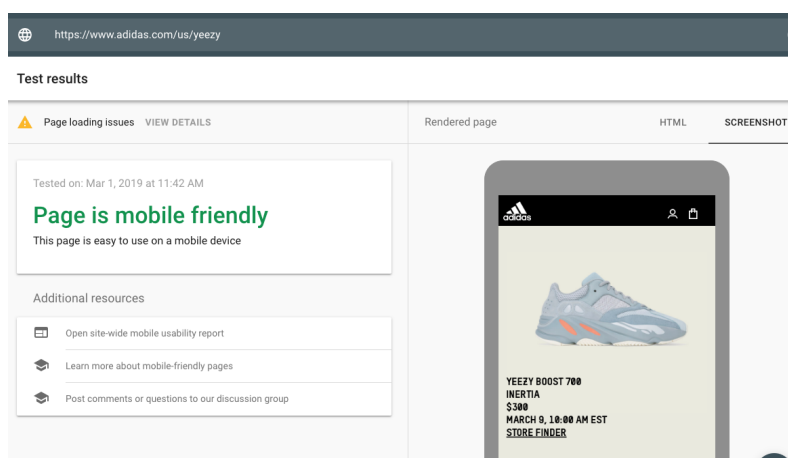 https://www.adidas.com/us/yeezy
Test results
Page loading issues VIEW DETAILS
Rendered page HTML SCREENSHOT
Tested on: Mar 1, 2019 at 11:42 AM
Page is mobile friendly
This page is easy to use on a mobile device
Additional resources
Open site-wide mobile usability report
Learn more about mobile-friendly pages
Post comments or questions to our discussion group
adidas
YEEZY BOOST 700
INERTIA
$300
MARCH 9, 10:00 AM EST
STORE FINDER